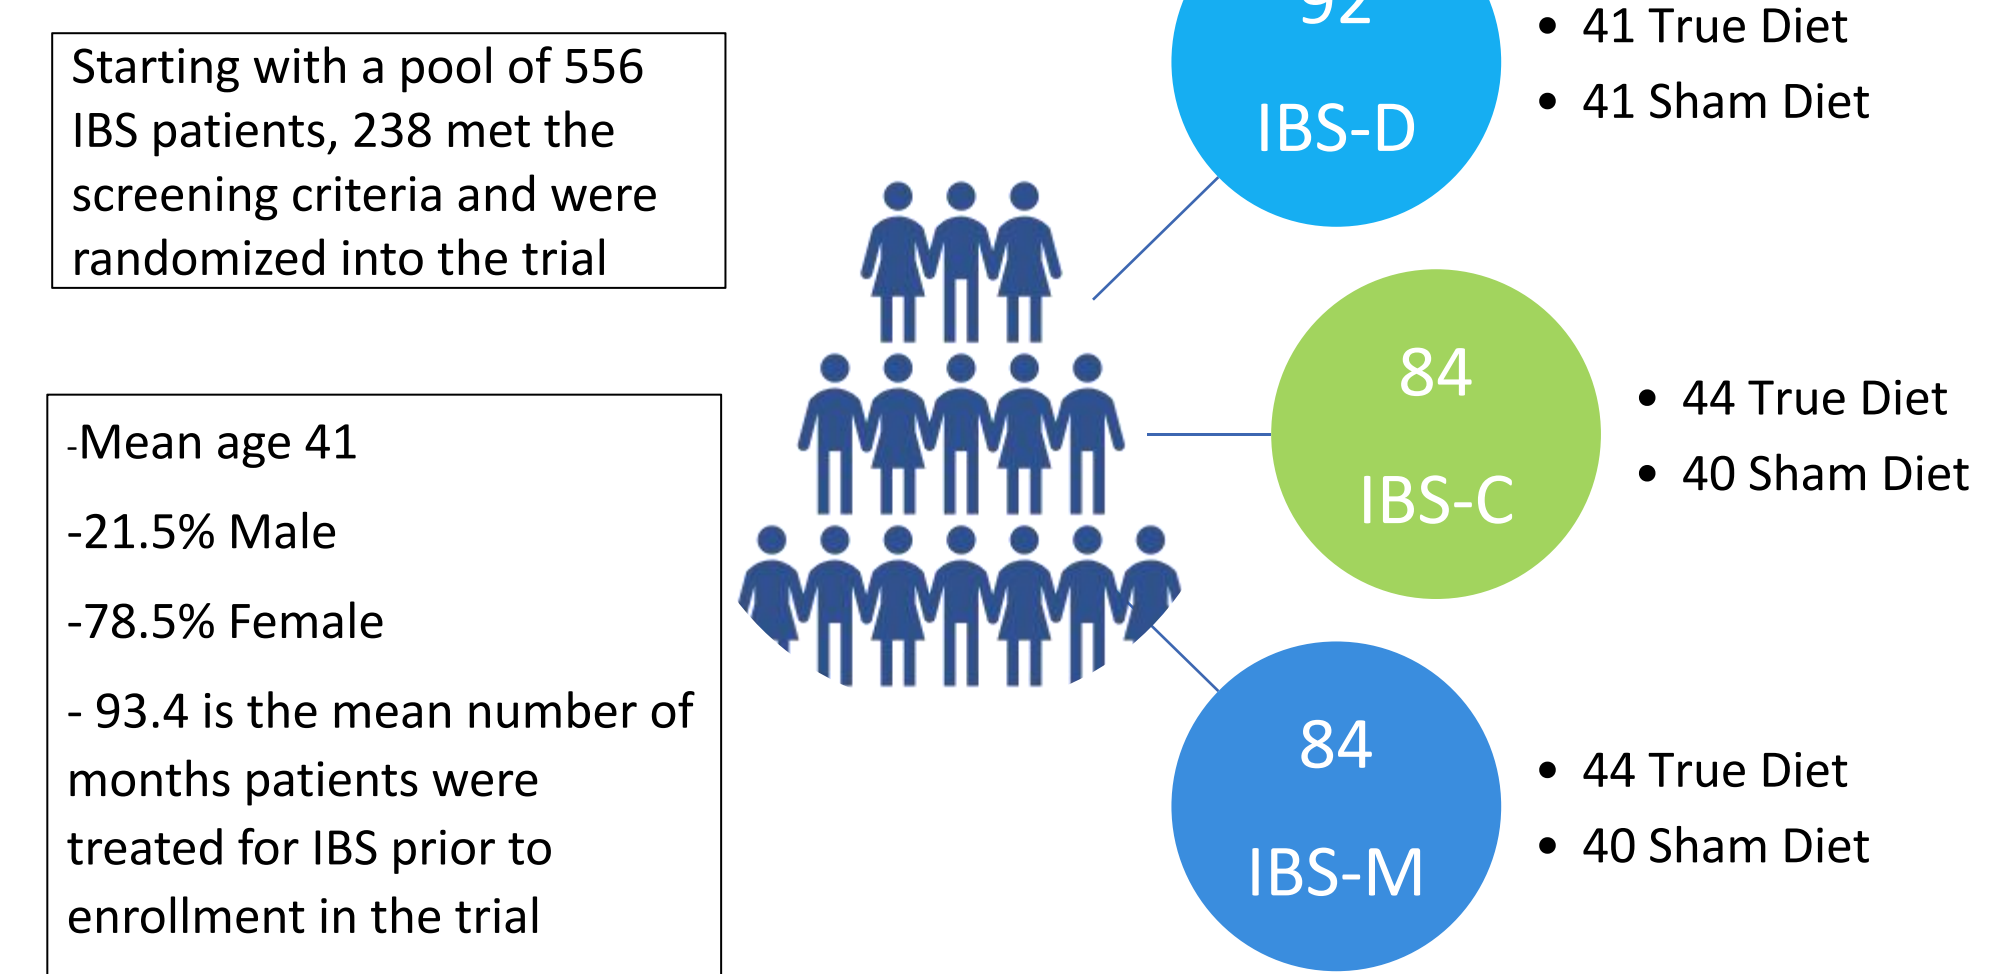 Starting with a pool of 556
IBS patients, 238 met the
screening criteria and were
randomized into the trial
-Mean age 41
-21.5% Male
-78.5% Female
- 93.4 is the mean number of
months patients were
treated for IBS prior to
enrollment in the trial
92
IBS-D
• 41 True Diet
• 41 Sham Diet
84
IBS-C
• 44 True Diet
• 40 Sham Diet
84
IBS-M
• 44 True Diet
• 40 Sham Diet